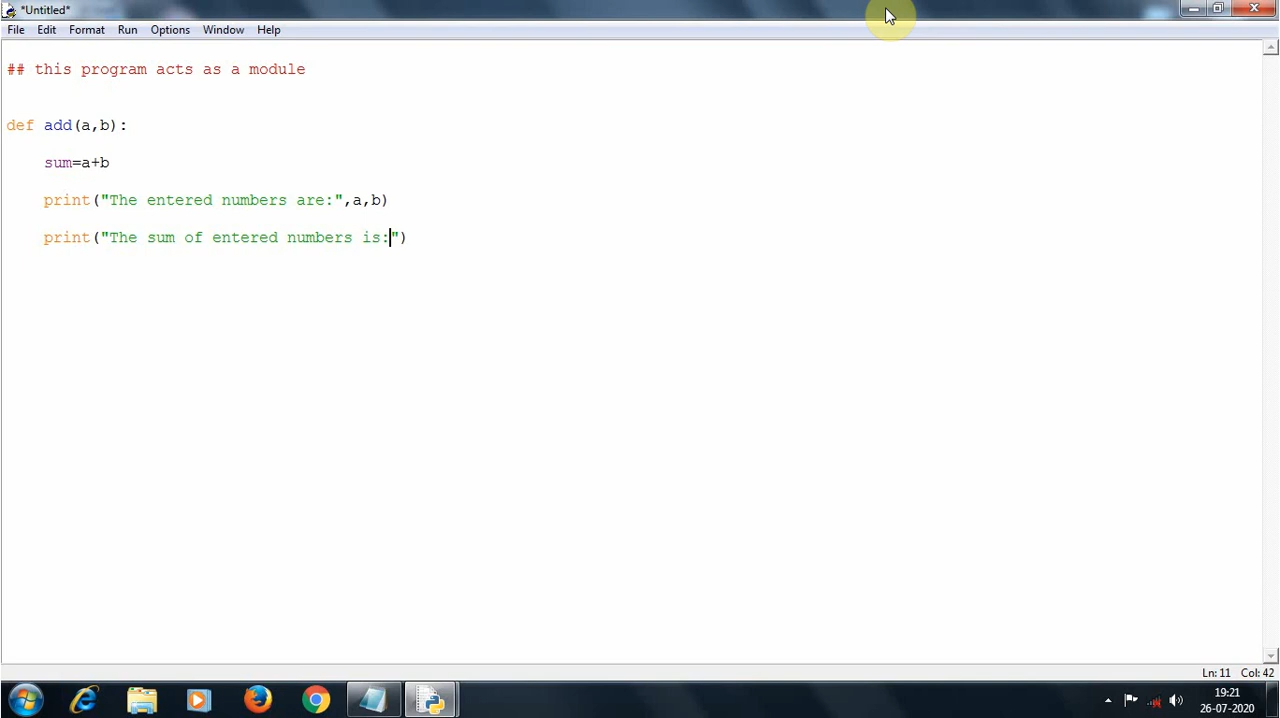 *Untitled*
File Edit Format Run Options Window Help
## this program acts as a module
def add(a,b):
sum=a+b
print("The entered numbers are:",a,b)
print("The sum of entered numbers is:")
Ln: 11 Col: 42
19:21
26-07-2020